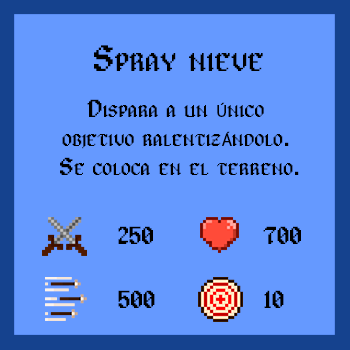 Spray nieve
Dispara a un único
objetivo ralentizándolo.
Se coloca en el terreno.
250 700
500 10